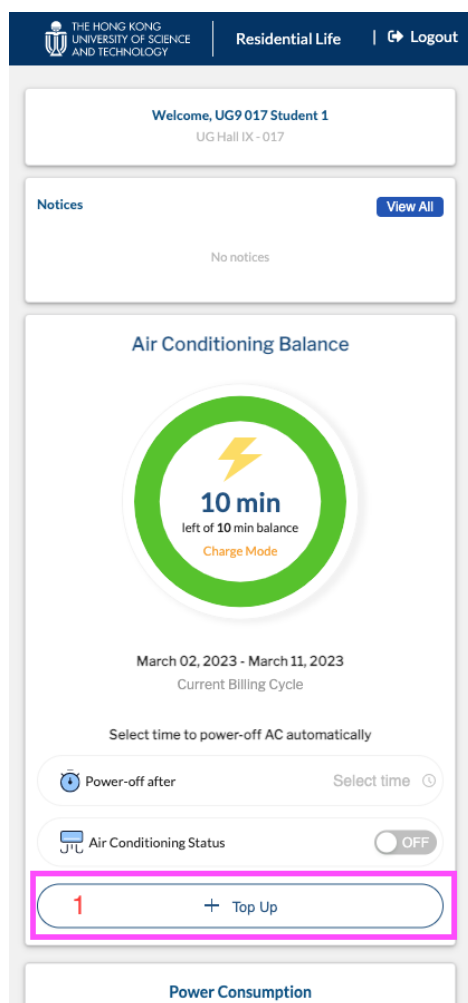 THE HONG KONG
UNIVERSITY OF SCIENCE
AND TECHNOLOGY
Residential Life
| Logout
Welcome, UG9 017 Student 1
UG Hall IX - 017
Notices
View All
No notices
Air Conditioning Balance
10 min
left of 10 min balance
Charge Mode
March 02, 2023 - March 11, 2023
Current Billing Cycle
Select time to power-off AC automatically
Power-off after
Select time
Air Conditioning Status
OFF
1
+ Top Up
Power Consumption